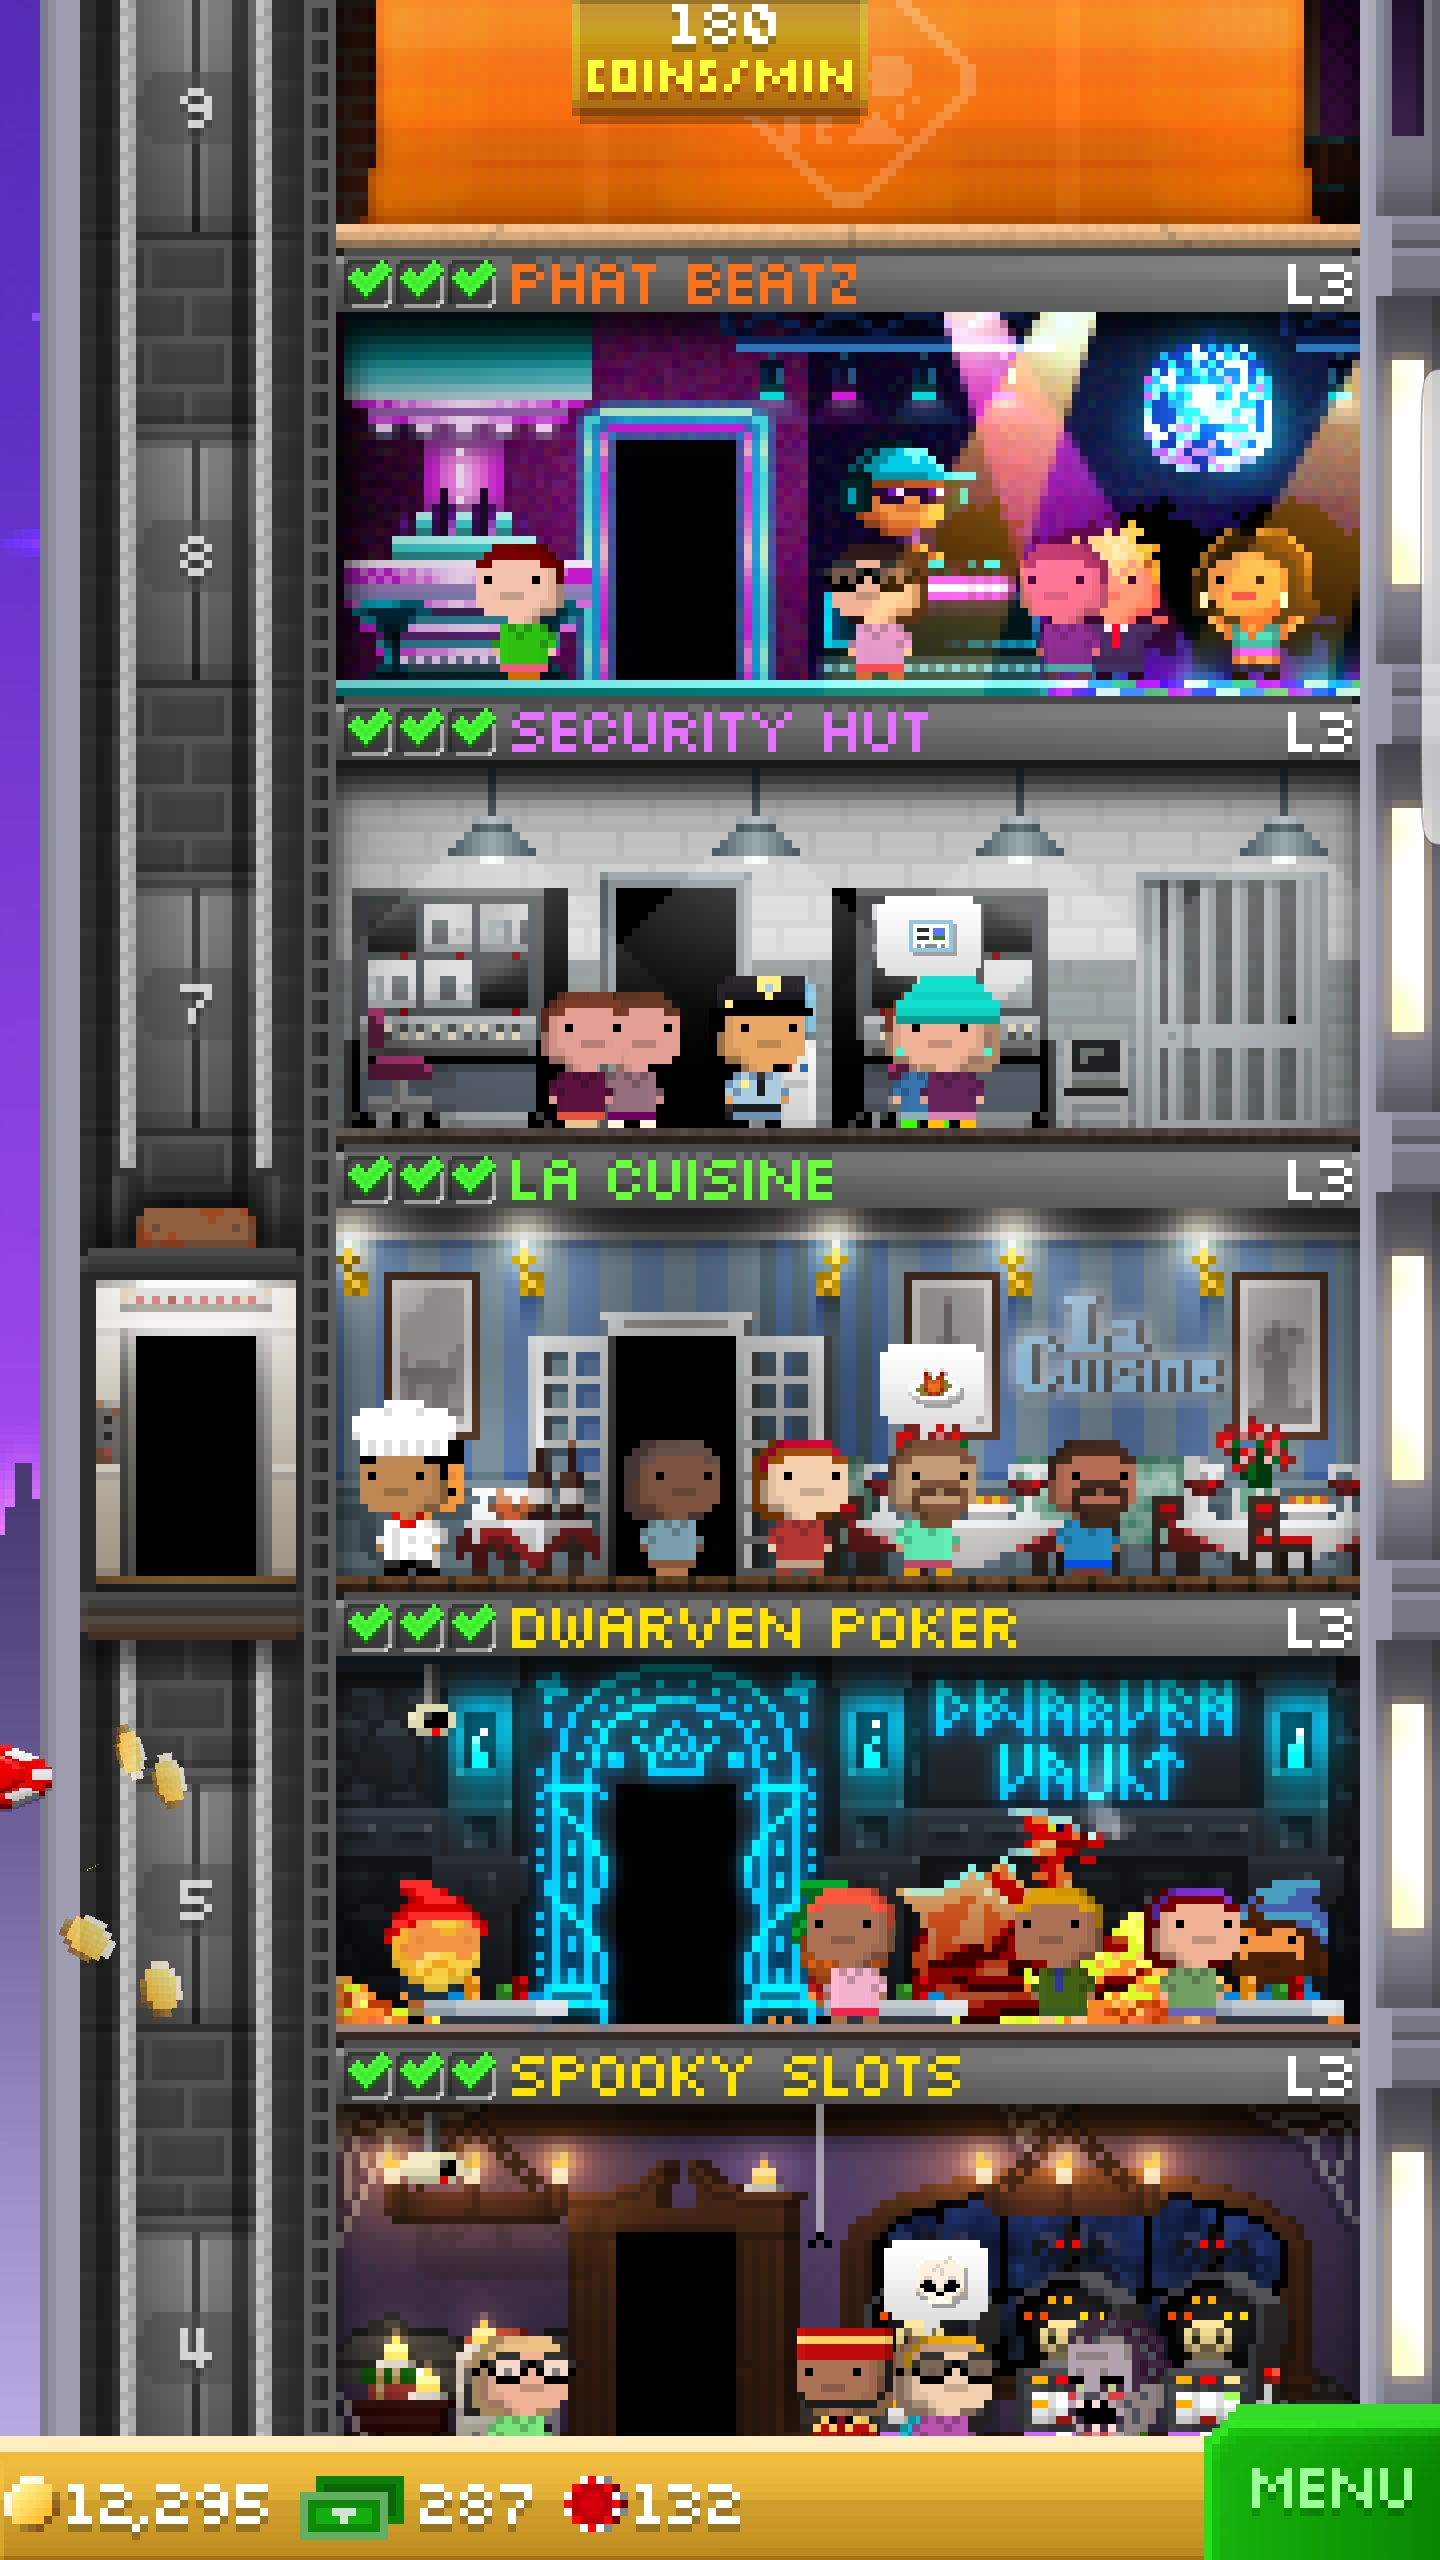 180
COINS/MIN
9
PHAT BEATZ L3
8
SECURITY HUT L3
7
LA CUISINE L3
La
Cuisine
DWARVEN POKER L3
DWARVEN
VAULT
5
SPOOKY SLOTS L3
4
12,295 287 132
MENU